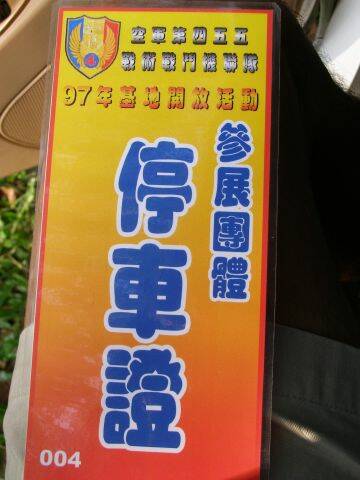 空軍第四五五
戰術戰鬥機聯隊
97年基地開放活動
參展團體
停車證
004